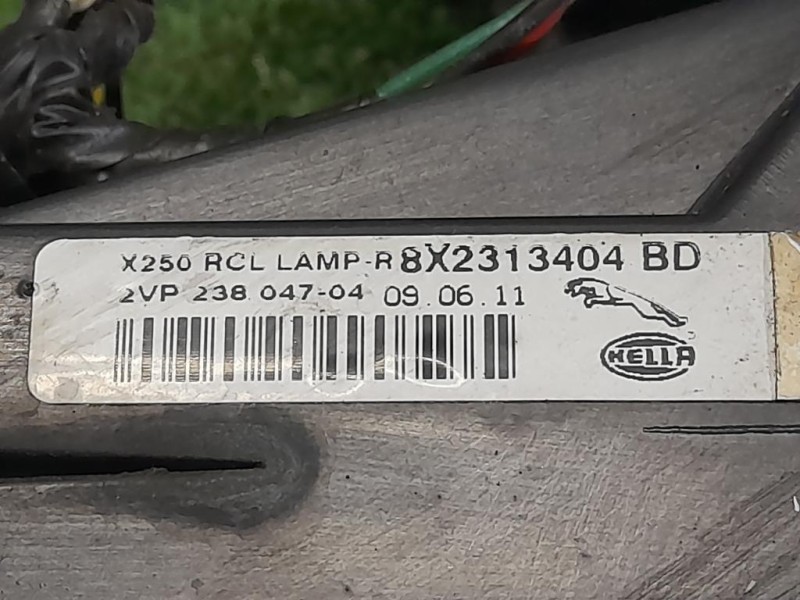 X250 RCL LAMP-R 8X2313404 BD
2VP 238 047-04 09.06.11
HELLA